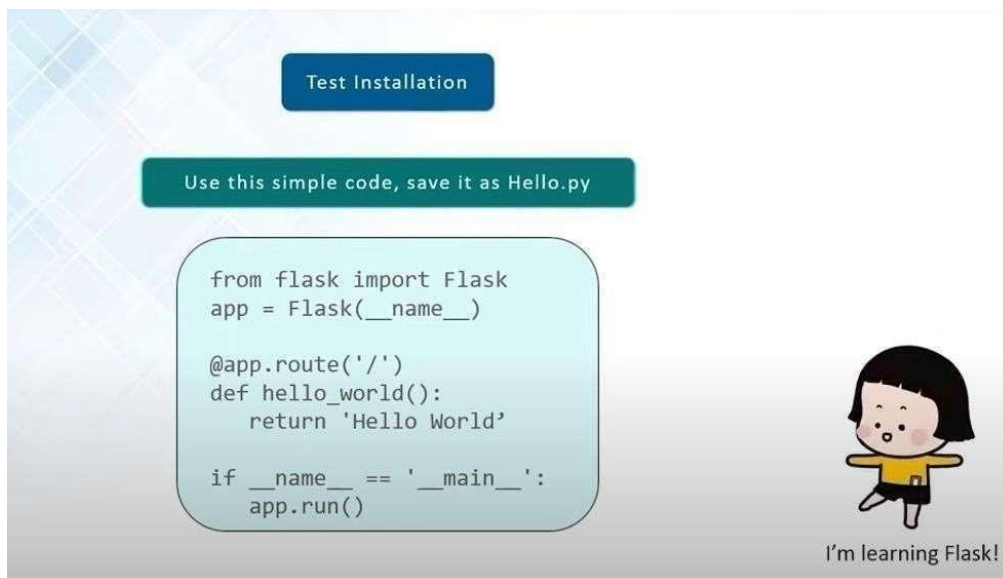 Test Installation
Use this simple code, save it as Hello.py
from flask import Flask
app = Flask(__name__)
@app.route('/')
def hello_world():
return 'Hello World’
if __name__ == '__main__':
app.run()
I’m learning Flask!